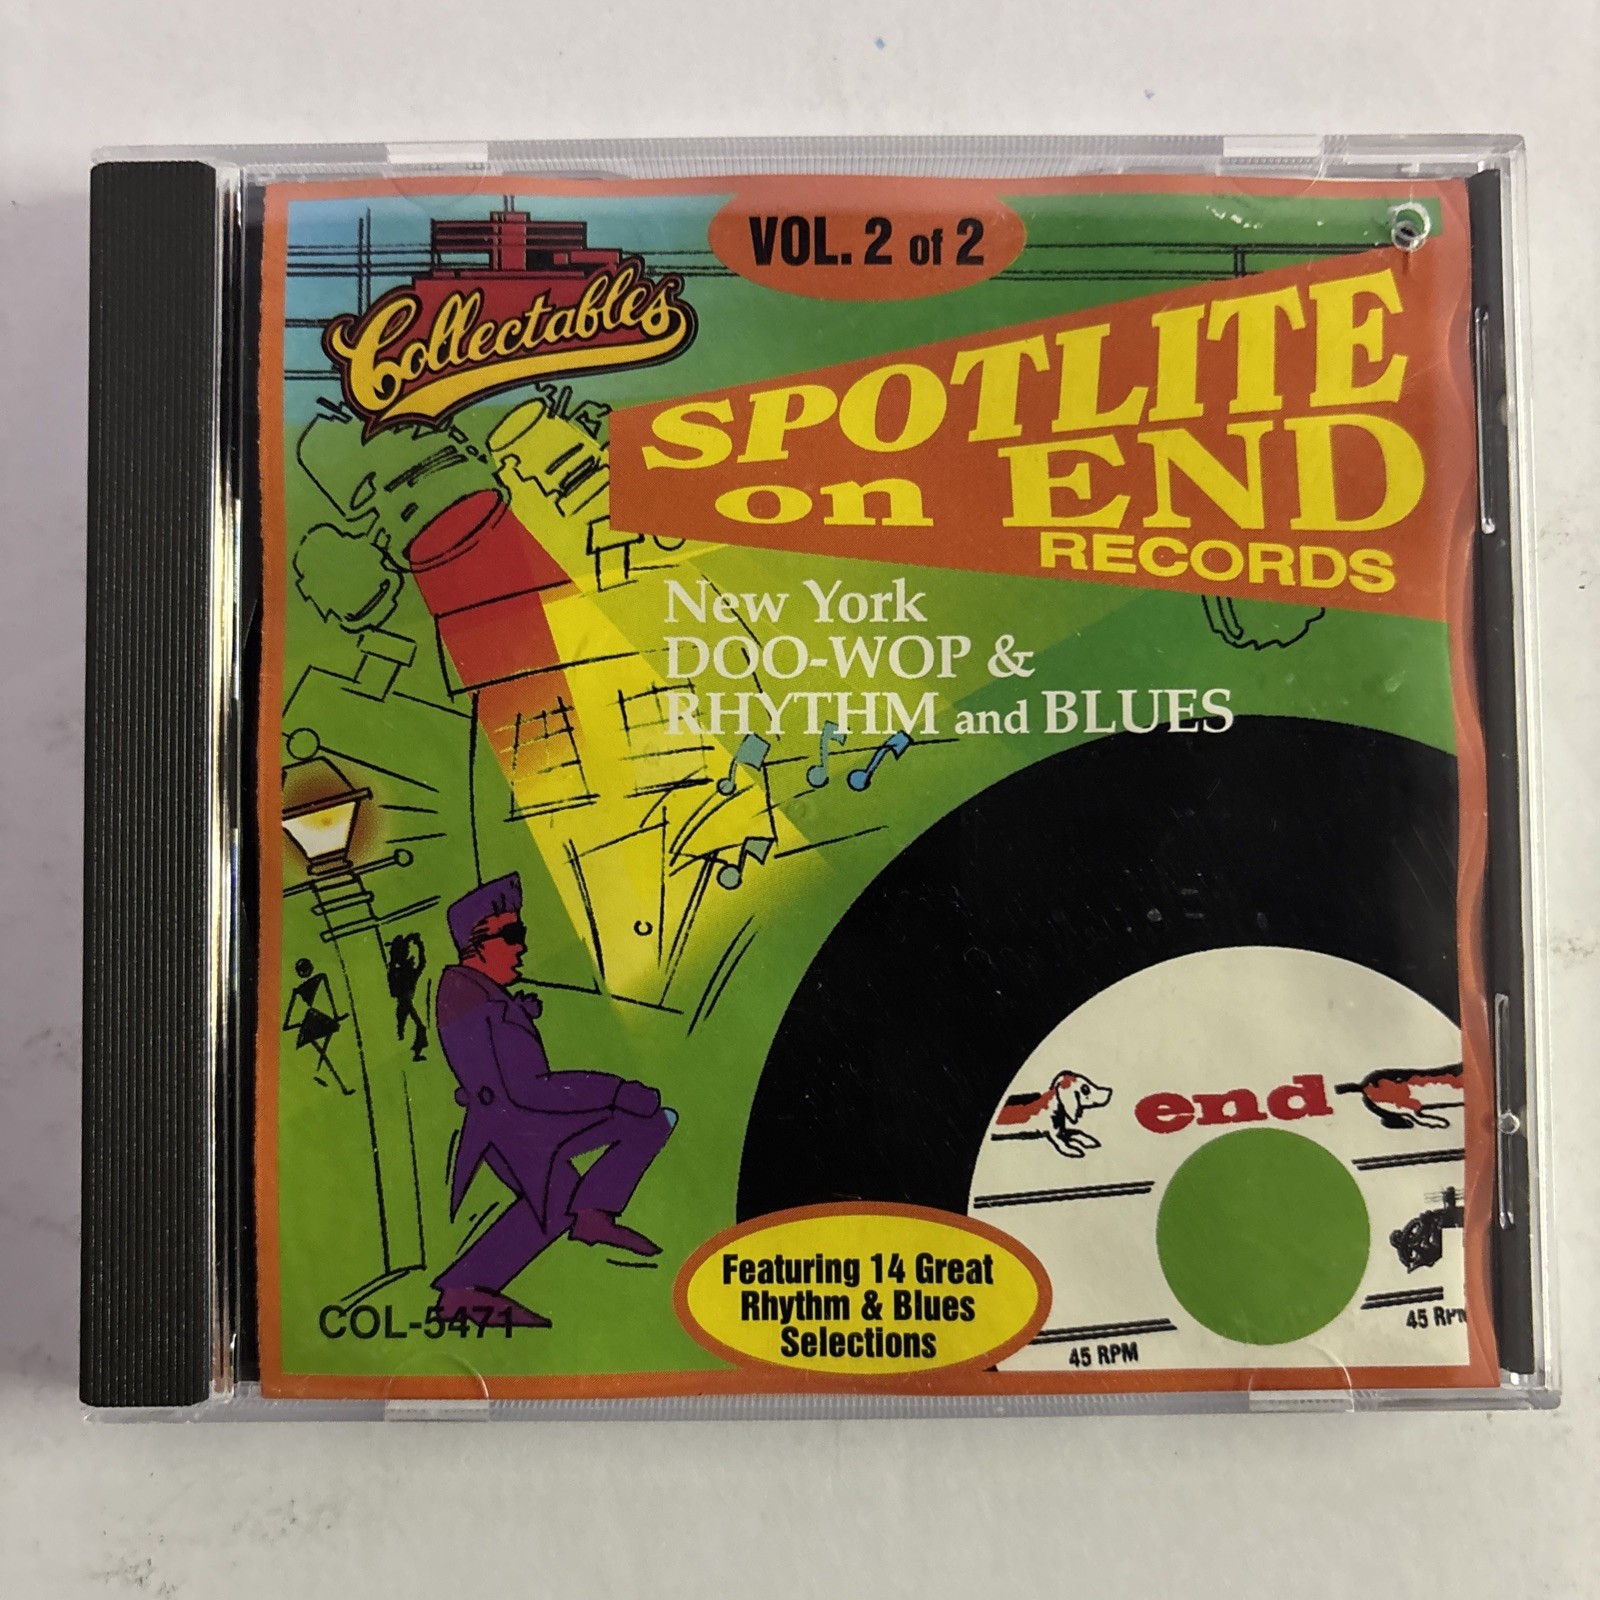 VOL. 2 of 2
Collectables
SPOTLITE
on END
RECORDS
New York
DOO-WOP &
RHYTHM and BLUES
end
45 RPM
45 RPM
Featuring 14 Great
Rhythm & Blues
Selections
COL-5471